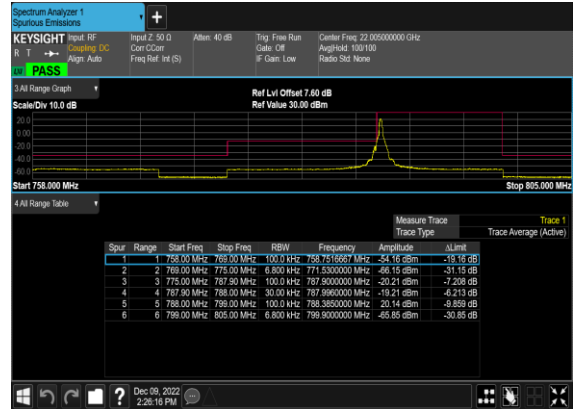 Spectrum Analyzer 1
Spurious Emissions
KEYSIGHT Input: RF Input Z: 50 Ω Atten: 40 dB Trig: Free Run Center Freq: 22.005000000 GHz
R T Coupling: DC Corr CCorr Gate: Off Avg|Hold: 100/100
Align: Auto Freq Ref: Int (S) IF Gain: Low Radio Std: None
PASS
3 All Range Graph Ref Lvl Offset 7.60 dB
Scale/Div 10.0 dB Ref Value 30.00 dBm
20.0
0.00
-20.0
-40.0
-60.0
Start 758.000 MHz Stop 805.000 MHz
4 All Range Table
Measure Trace Trace 1
Trace Type Trace Average (Active)
Spur Range Start Freq Stop Freq RBW Frequency Amplitude ΔLimit
1 1 758.00 MHz 769.00 MHz 100.0 kHz 758.7516667 MHz -54.16 dBm -19.16 dB
2 2 769.00 MHz 775.00 MHz 6.800 kHz 771.5300000 MHz -66.15 dBm -31.15 dB
3 3 775.00 MHz 787.90 MHz 100.0 kHz 787.9000000 MHz -20.21 dBm -7.208 dB
4 4 787.90 MHz 788.00 MHz 30.00 kHz 787.9960000 MHz -19.21 dBm -6.213 dB
5 5 788.00 MHz 799.00 MHz 100.0 kHz 788.3850000 MHz 20.14 dBm -9.859 dB
6 6 799.00 MHz 805.00 MHz 6.800 kHz 799.9000000 MHz -65.85 dBm -30.85 dB
? Dec 09, 2022
2:26:16 PM